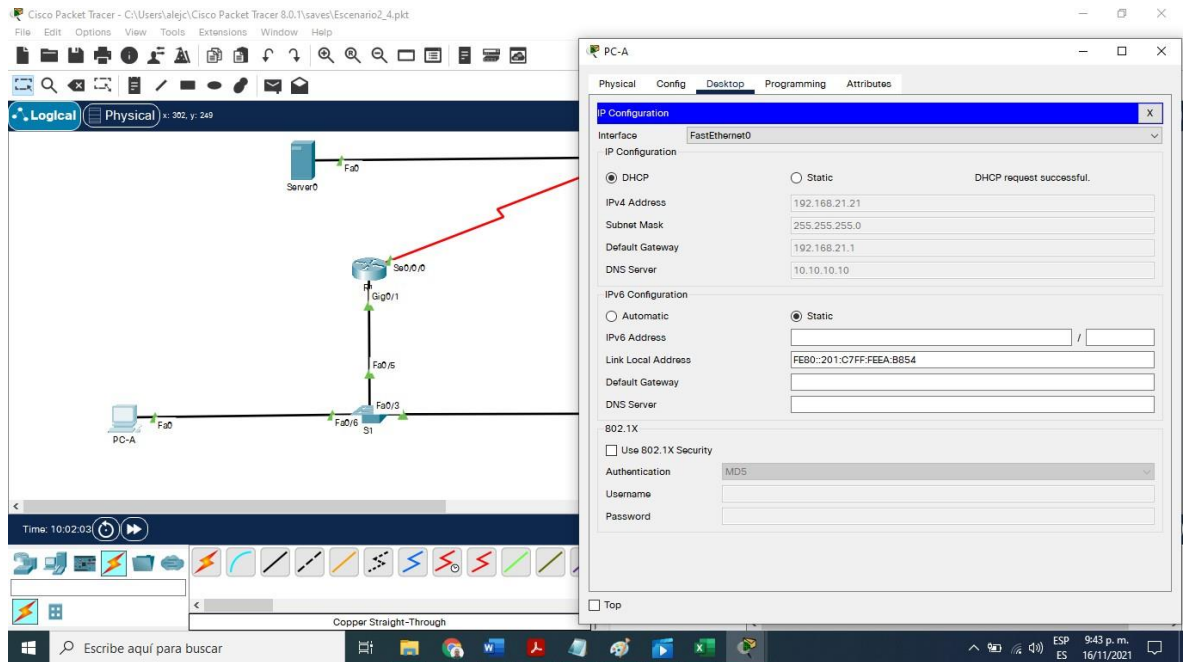 Cisco Packet Tracer - C:\Users\alejc\Cisco Packet Tracer 8.0.1\saves\Escenario2_4.pkt
File Edit Options View Tools Extensions Window Help
Logical Physical x: 302, y: 249
Server0
Fa0
Se0/0/0
Gig0/1
Fa0/5
Fa0/3
Fa0/6
S1
Fa0
PC-A
Time: 10:02:03
Copper Straight-Through
PC-A
Physical Config Desktop Programming Attributes
IP Configuration X
Interface FastEthernet0
IP Configuration
DHCP Static DHCP request successful.
IPv4 Address 192.168.21.21
Subnet Mask 255.255.255.0
Default Gateway 192.168.21.1
DNS Server 10.10.10.10
IPv6 Configuration
Automatic Static
IPv6 Address /
Link Local Address FE80::201:C7FF:FEEA:B854
Default Gateway
DNS Server
802.1X
Use 802.1X Security
Authentication MD5
Username
Password
Top
Escribe aquí para buscar
ESP 9:43 p. m.
ES 16/11/2021